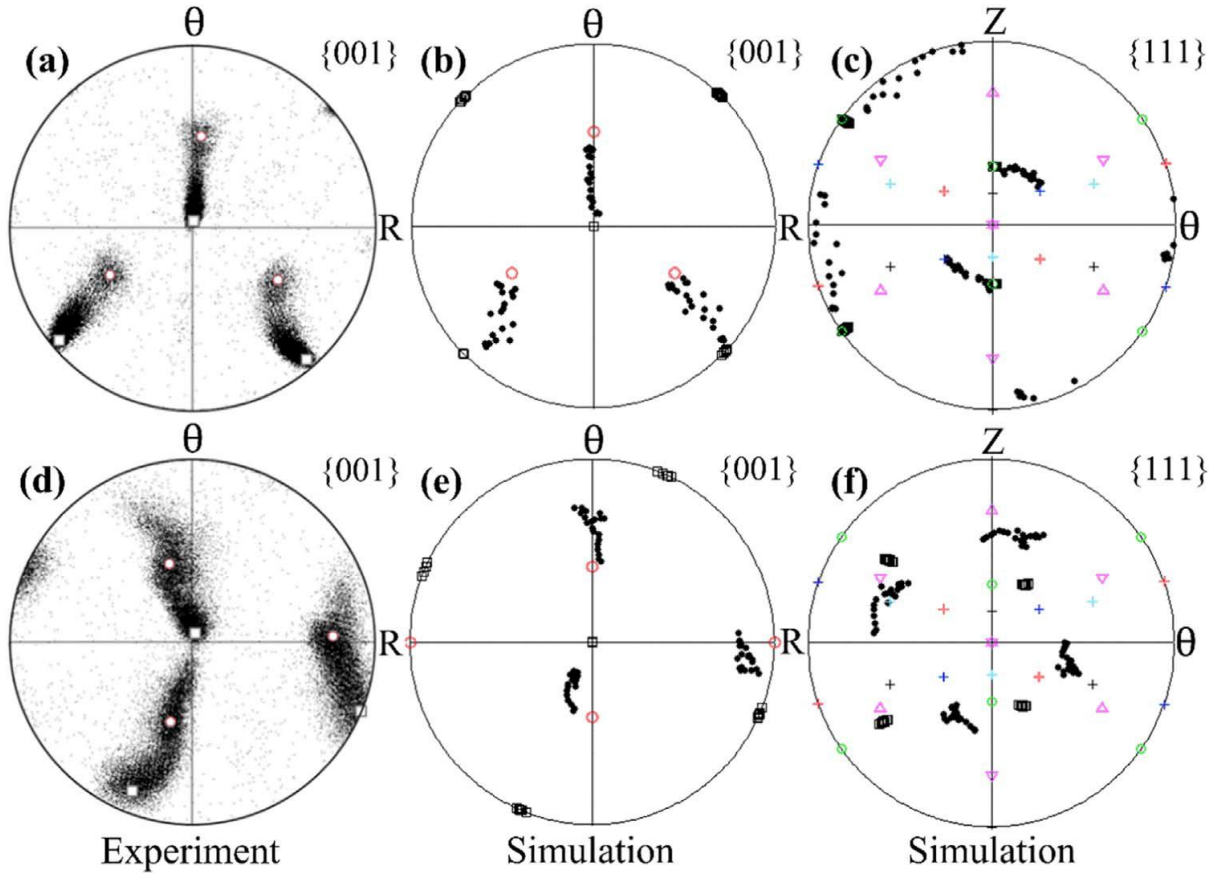 θ θ Z
(a) {001} (b) {001} (c) {111}
R R θ
θ θ Z
(d) {001} (e) {001} (f) {111}
R R θ
Experiment Simulation Simulation